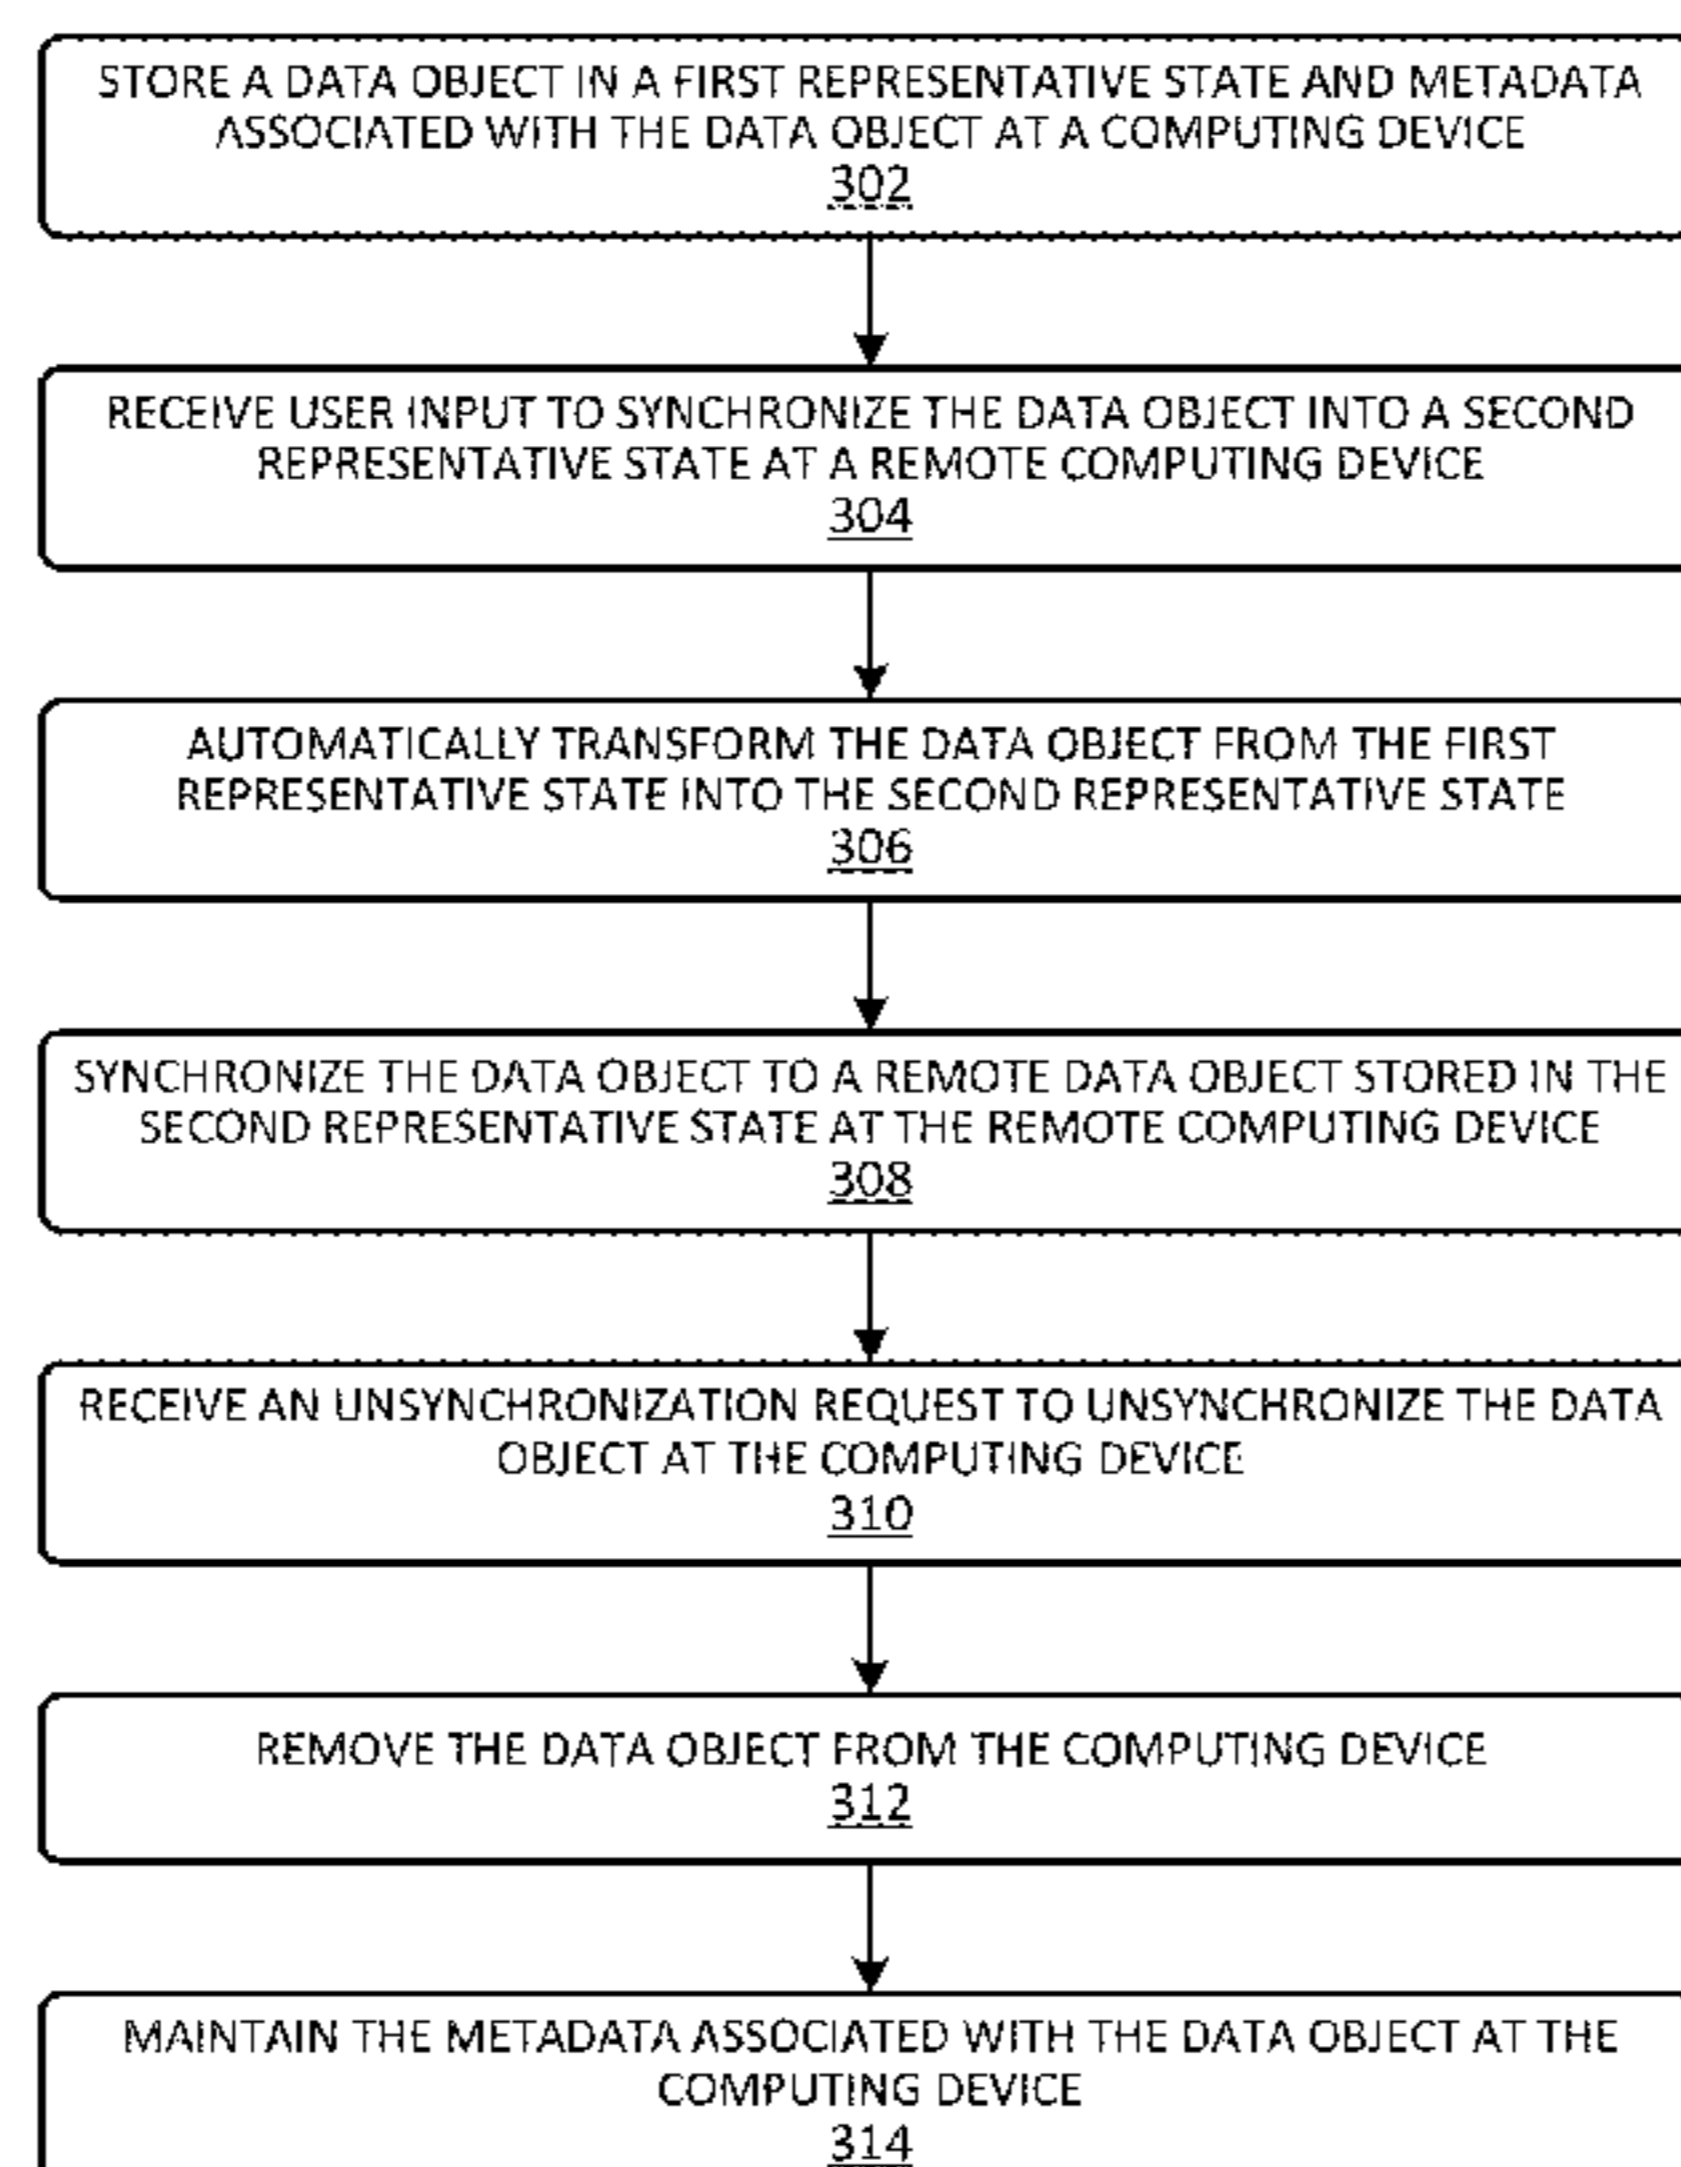 STORE A DATA OBJECT IN A FIRST REPRESENTATIVE STATE AND METADATA
ASSOCIATED WITH THE DATA OBJECT AT A COMPUTING DEVICE
302
RECEIVE USER INPUT TO SYNCHRONIZE THE DATA OBJECT INTO A SECOND
REPRESENTATIVE STATE AT A REMOTE COMPUTING DEVICE
304
AUTOMATICALLY TRANSFORM THE DATA OBJECT FROM THE FIRST
REPRESENTATIVE STATE INTO THE SECOND REPRESENTATIVE STATE
306
SYNCHRONIZE THE DATA OBJECT TO A REMOTE DATA OBJECT STORED IN THE
SECOND REPRESENTATIVE STATE AT THE REMOTE COMPUTING DEVICE
308
RECEIVE AN UNSYNCHRONIZATION REQUEST TO UNSYNCHRONIZE THE DATA
OBJECT AT THE COMPUTING DEVICE
310
REMOVE THE DATA OBJECT FROM THE COMPUTING DEVICE
312
MAINTAIN THE METADATA ASSOCIATED WITH THE DATA OBJECT AT THE
COMPUTING DEVICE
314